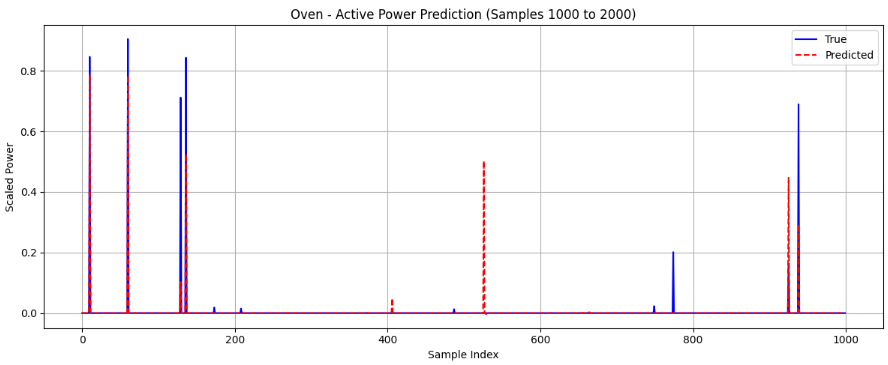 Oven - Active Power Prediction (Samples 1000 to 2000)
True
Predicted
Scaled Power
0.8
0.6
0.4
0.2
0.0
0 200 400 600 800 1000
Sample Index